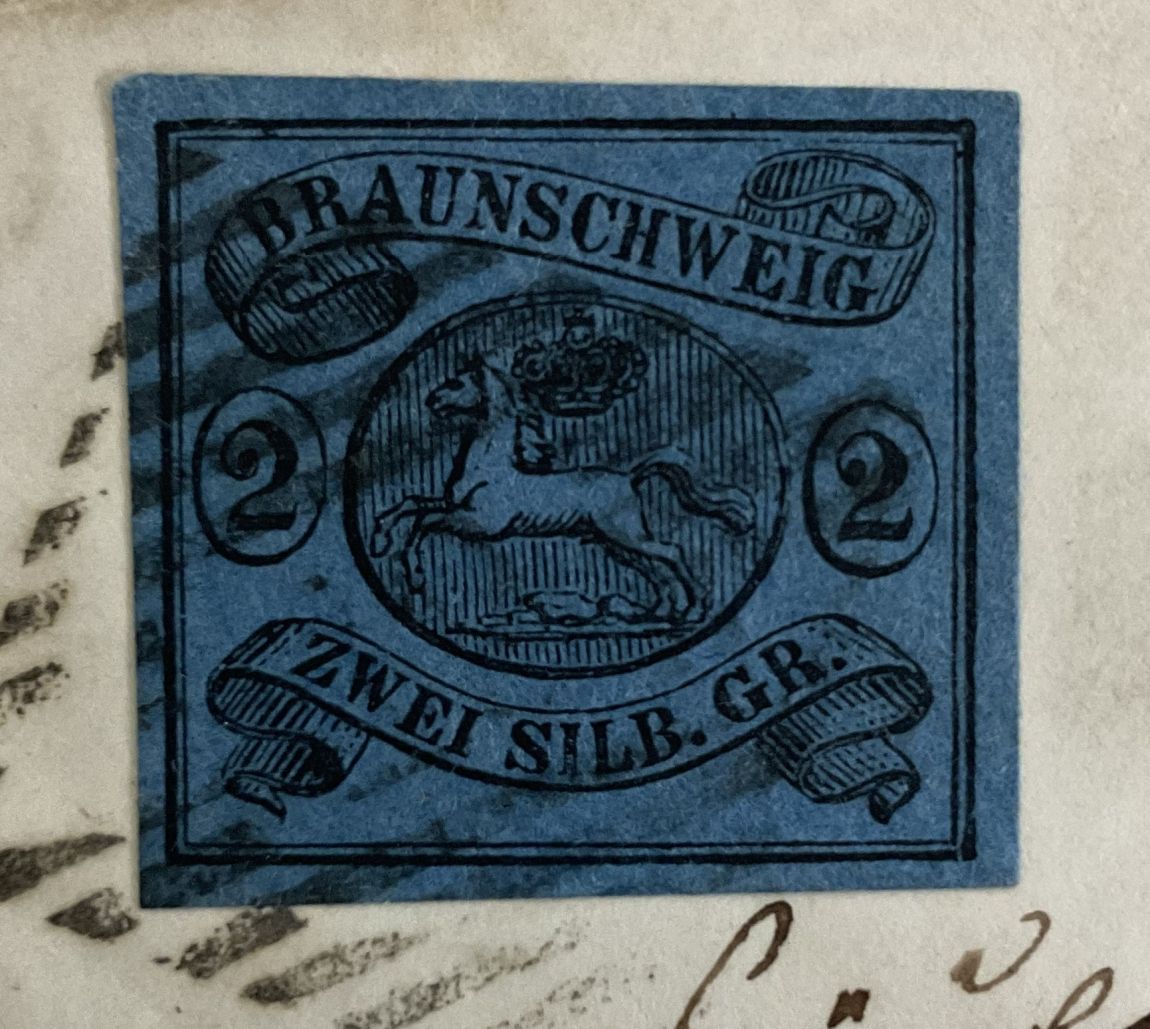 BRAUNSCHWEIG
2 2
ZWEI SILB. GR.